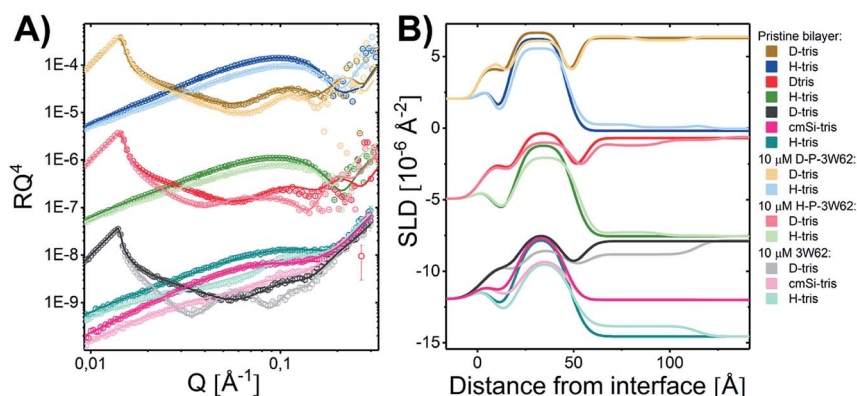 A)
1E-4
1E-5
1E-6
1E-7
1E-8
1E-9
RQ4
0,01
0,1
Q [Å-1]
B)
0
-5
-10
-15
SLD [10-6 Å-2]
0
50
100
Distance from interface [Å]
Pristine bilayer:
D-tris
H-tris
Dtris
H-tris
D-tris
cmSi-tris
H-tris
10 µM D-P-3W62:
D-tris
H-tris
10 µM H-P-3W62:
D-tris
H-tris
10 µM 3W62:
D-tris
cmSi-tris
H-tris